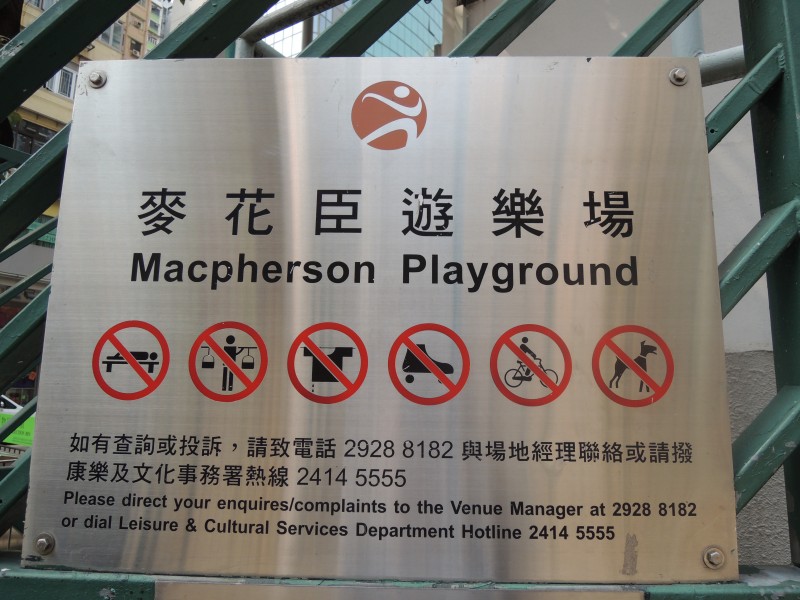 麥花臣遊樂場
Macpherson Playground
如有查詢或投訴，請致電話 2928 8182 與場地經理聯絡或請撥
康樂及文化事務署熱線 2414 5555
Please direct your enquires/complaints to the Venue Manager at 2928 8182
or dial Leisure & Cultural Services Department Hotline 2414 5555